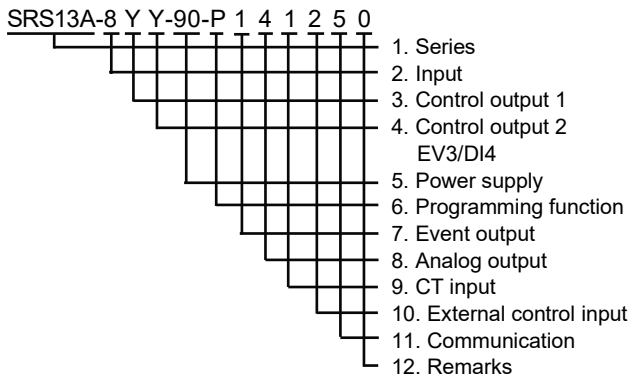 SRS13A-8 Y Y-90-P 1 4 1 2 5 0
1. Series
2. Input
3. Control output 1
4. Control output 2
EV3/DI4
5. Power supply
6. Programming function
7. Event output
8. Analog output
9. CT input
10. External control input
11. Communication
12. Remarks